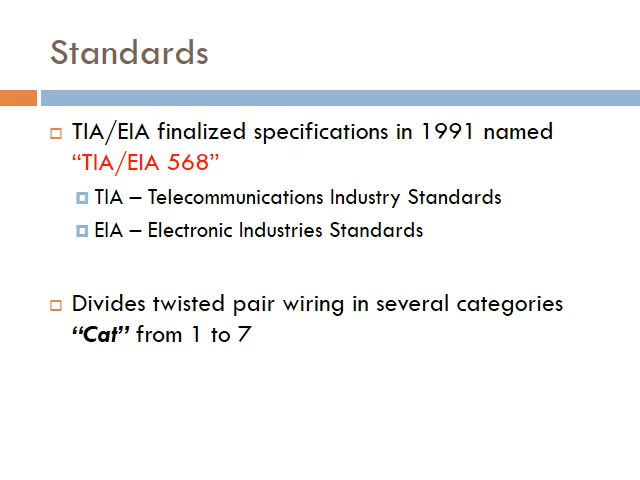 Standards
TIA/EIA finalized specifications in 1991 named
“TIA/EIA 568”
TIA – Telecommunications Industry Standards
EIA – Electronic Industries Standards
Divides twisted pair wiring in several categories
“Cat” from 1 to 7